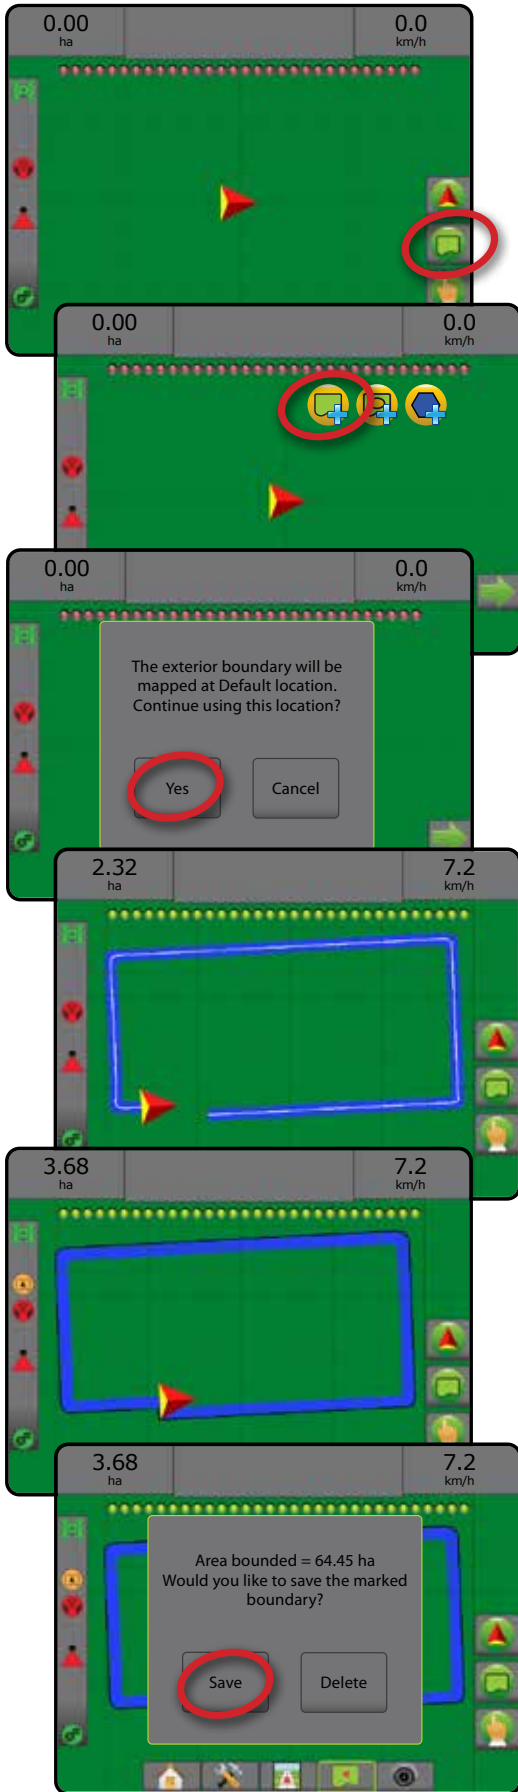 0.00
ha
0.0
km/h
0.00
ha
0.0
km/h
0.00
ha
0.0
km/h
The exterior boundary will be
mapped at Default location.
Continue using this location?
Yes
Cancel
2.32
ha
7.2
km/h
3.68
ha
7.2
km/h
3.68
ha
7.2
km/h
Area bounded = 64.45 ha
Would you like to save the marked
boundary?
Save
Delete